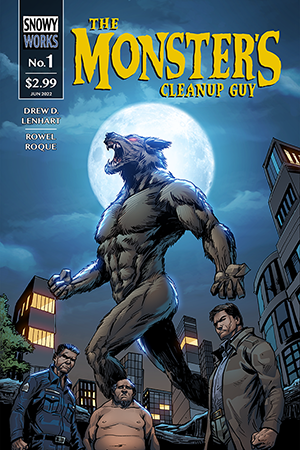 SNOWY
WORKS
No.1
$2.99
JUN 2022
DREW D.
LENHART
ROWEL
ROQUE
THE
MONSTER'S
CLEANUP GUY